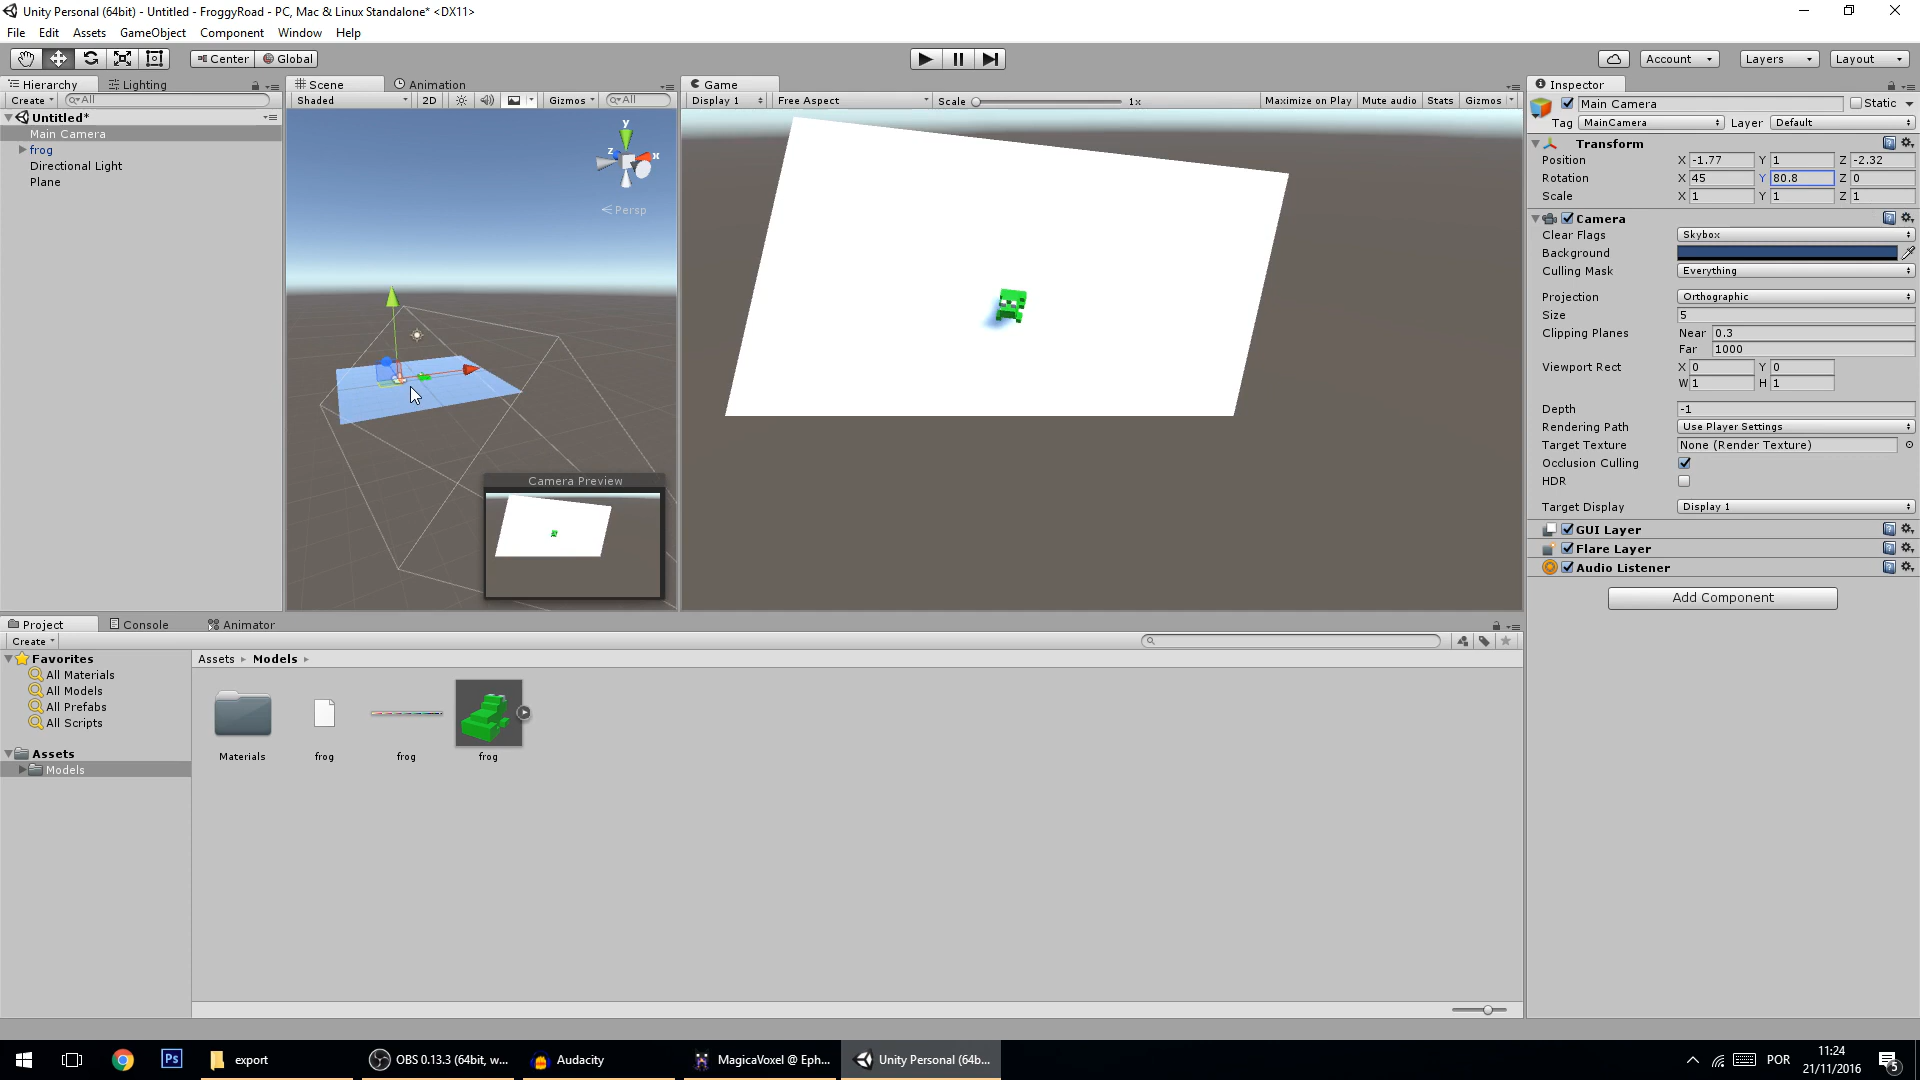 Unity Personal (64bit) - Untitled - FroggyRoad - PC, Mac & Linux Standalone* <DX11>
File Edit Assets GameObject Component Window Help
Center Global Account Layers Layout
Hierarchy Lighting
Create All
Untitled*
Main Camera
frog
Directional Light
Plane
Scene Animation
Shaded 2D Gizmos All
y
z x
Persp
Camera Preview
Game
Display 1 Free Aspect Scale 1x Maximize on Play Mute audio Stats Gizmos
Inspector
Main Camera Static
Tag MainCamera Layer Default
Transform
Position X -1.77 Y 1 Z -2.32
Rotation X 45 Y 80.8 Z 0
Scale X 1 Y 1 Z 1
Camera
Clear Flags Skybox
Background
Culling Mask Everything
Projection Orthographic
Size 5
Clipping Planes Near 0.3
Far 1000
Viewport Rect X 0 Y 0
W 1 H 1
Depth -1
Rendering Path Use Player Settings
Target Texture None (Render Texture)
Occlusion Culling
HDR
Target Display Display 1
GUI Layer
Flare Layer
Audio Listener
Add Component
Project Console Animator
Create
Favorites
All Materials
All Models
All Prefabs
All Scripts
Assets
Models
Assets Models
Materials frog frog frog
Ps export OBS 0.13.3 (64bit, w... Audacity MagicaVoxel @ Eph... Unity Personal (64b... POR 11:24
21/11/2016 5